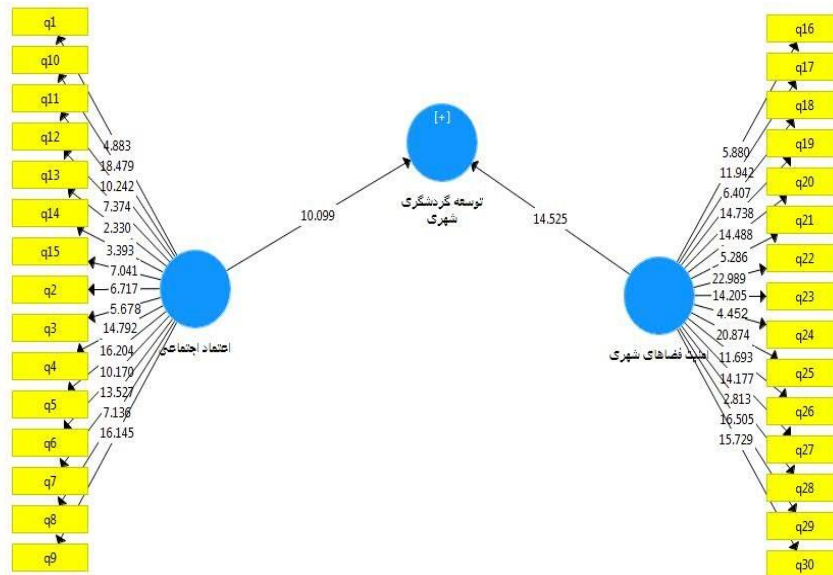 q1
q10
q11
q12
q13
q14
q15
q2
q3
q4
q5
q6
q7
q8
q9
4.883
18.479
10.242
7.374
2.330
3.393
7.041
6.717
5.678
14.792
16.204
10.170
13.527
7.136
16.145
اعتماد اجتماعی
10.099
[+]
توسعه گردشگری
شهری
14.525
امنیت فضاهای شهری
5.880
11.942
6.407
14.738
14.488
5.286
22.989
14.205
4.452
20.874
11.693
14.177
2.813
16.505
15.729
q16
q17
q18
q19
q20
q21
q22
q23
q24
q25
q26
q27
q28
q29
q30